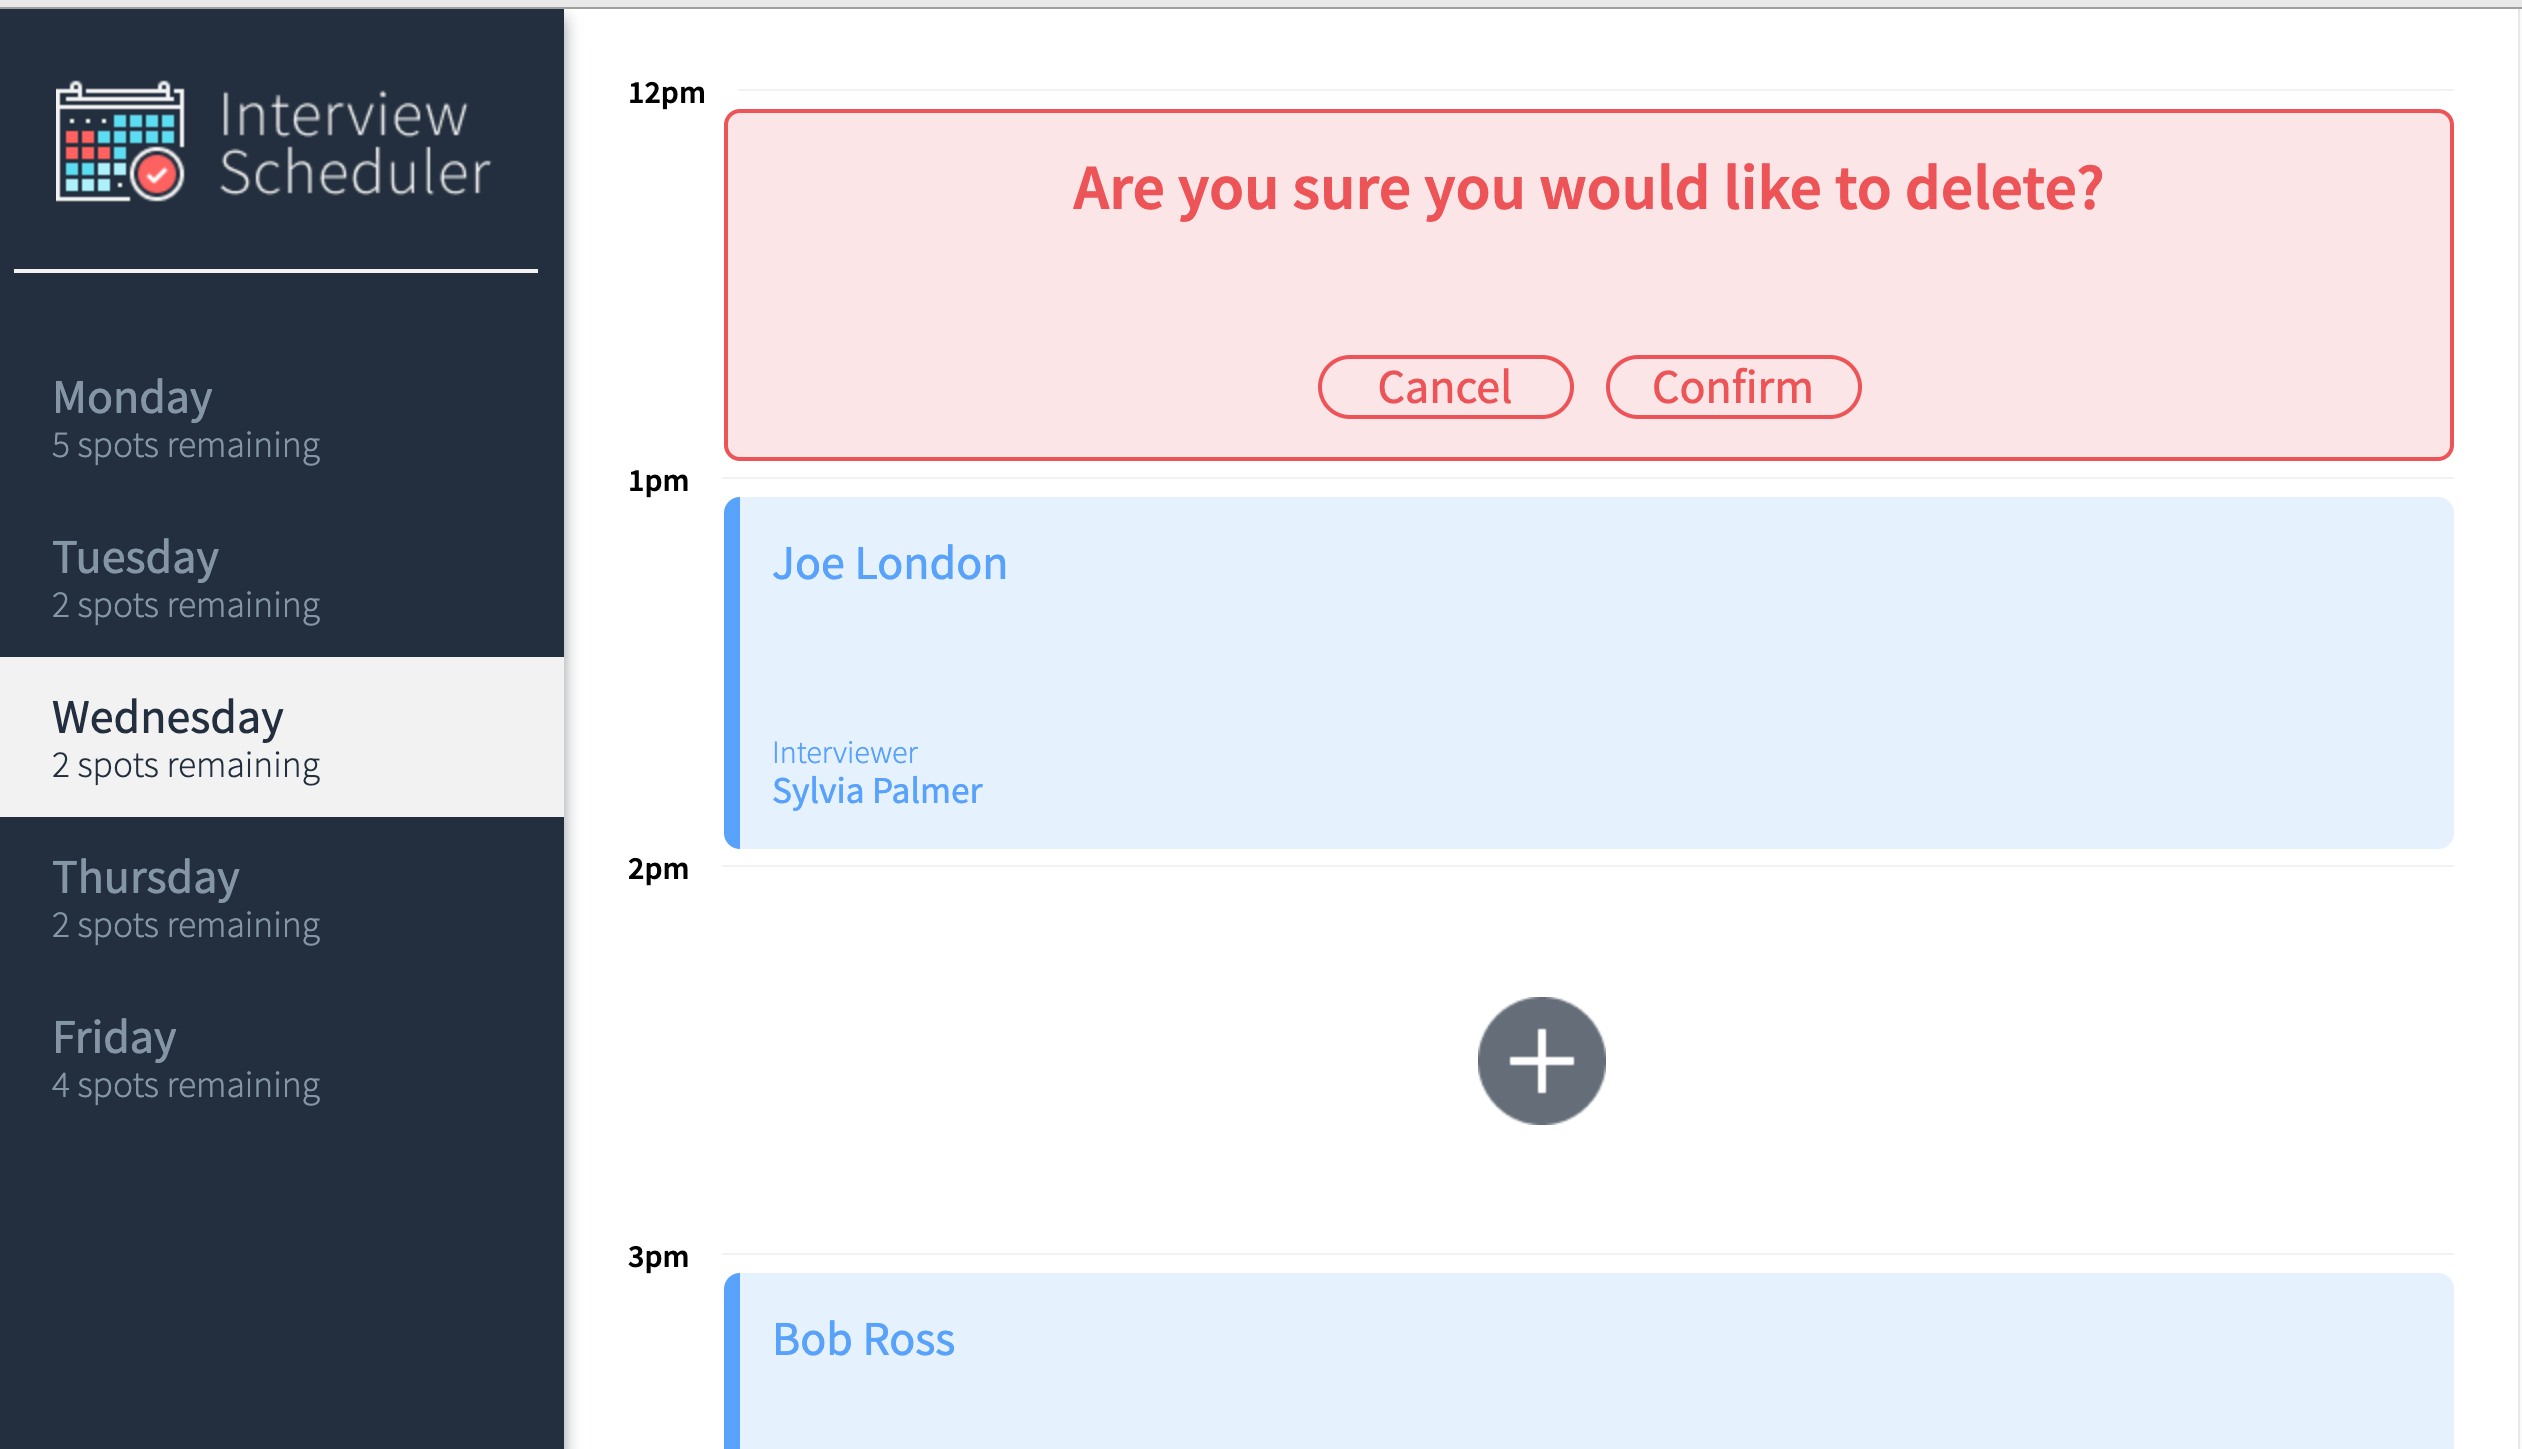 Interview
Scheduler
Monday
5 spots remaining
Tuesday
2 spots remaining
Wednesday
2 spots remaining
Thursday
2 spots remaining
Friday
4 spots remaining
12pm
Are you sure you would like to delete?
Cancel Confirm
1pm
Joe London
Interviewer
Sylvia Palmer
2pm
3pm
Bob Ross